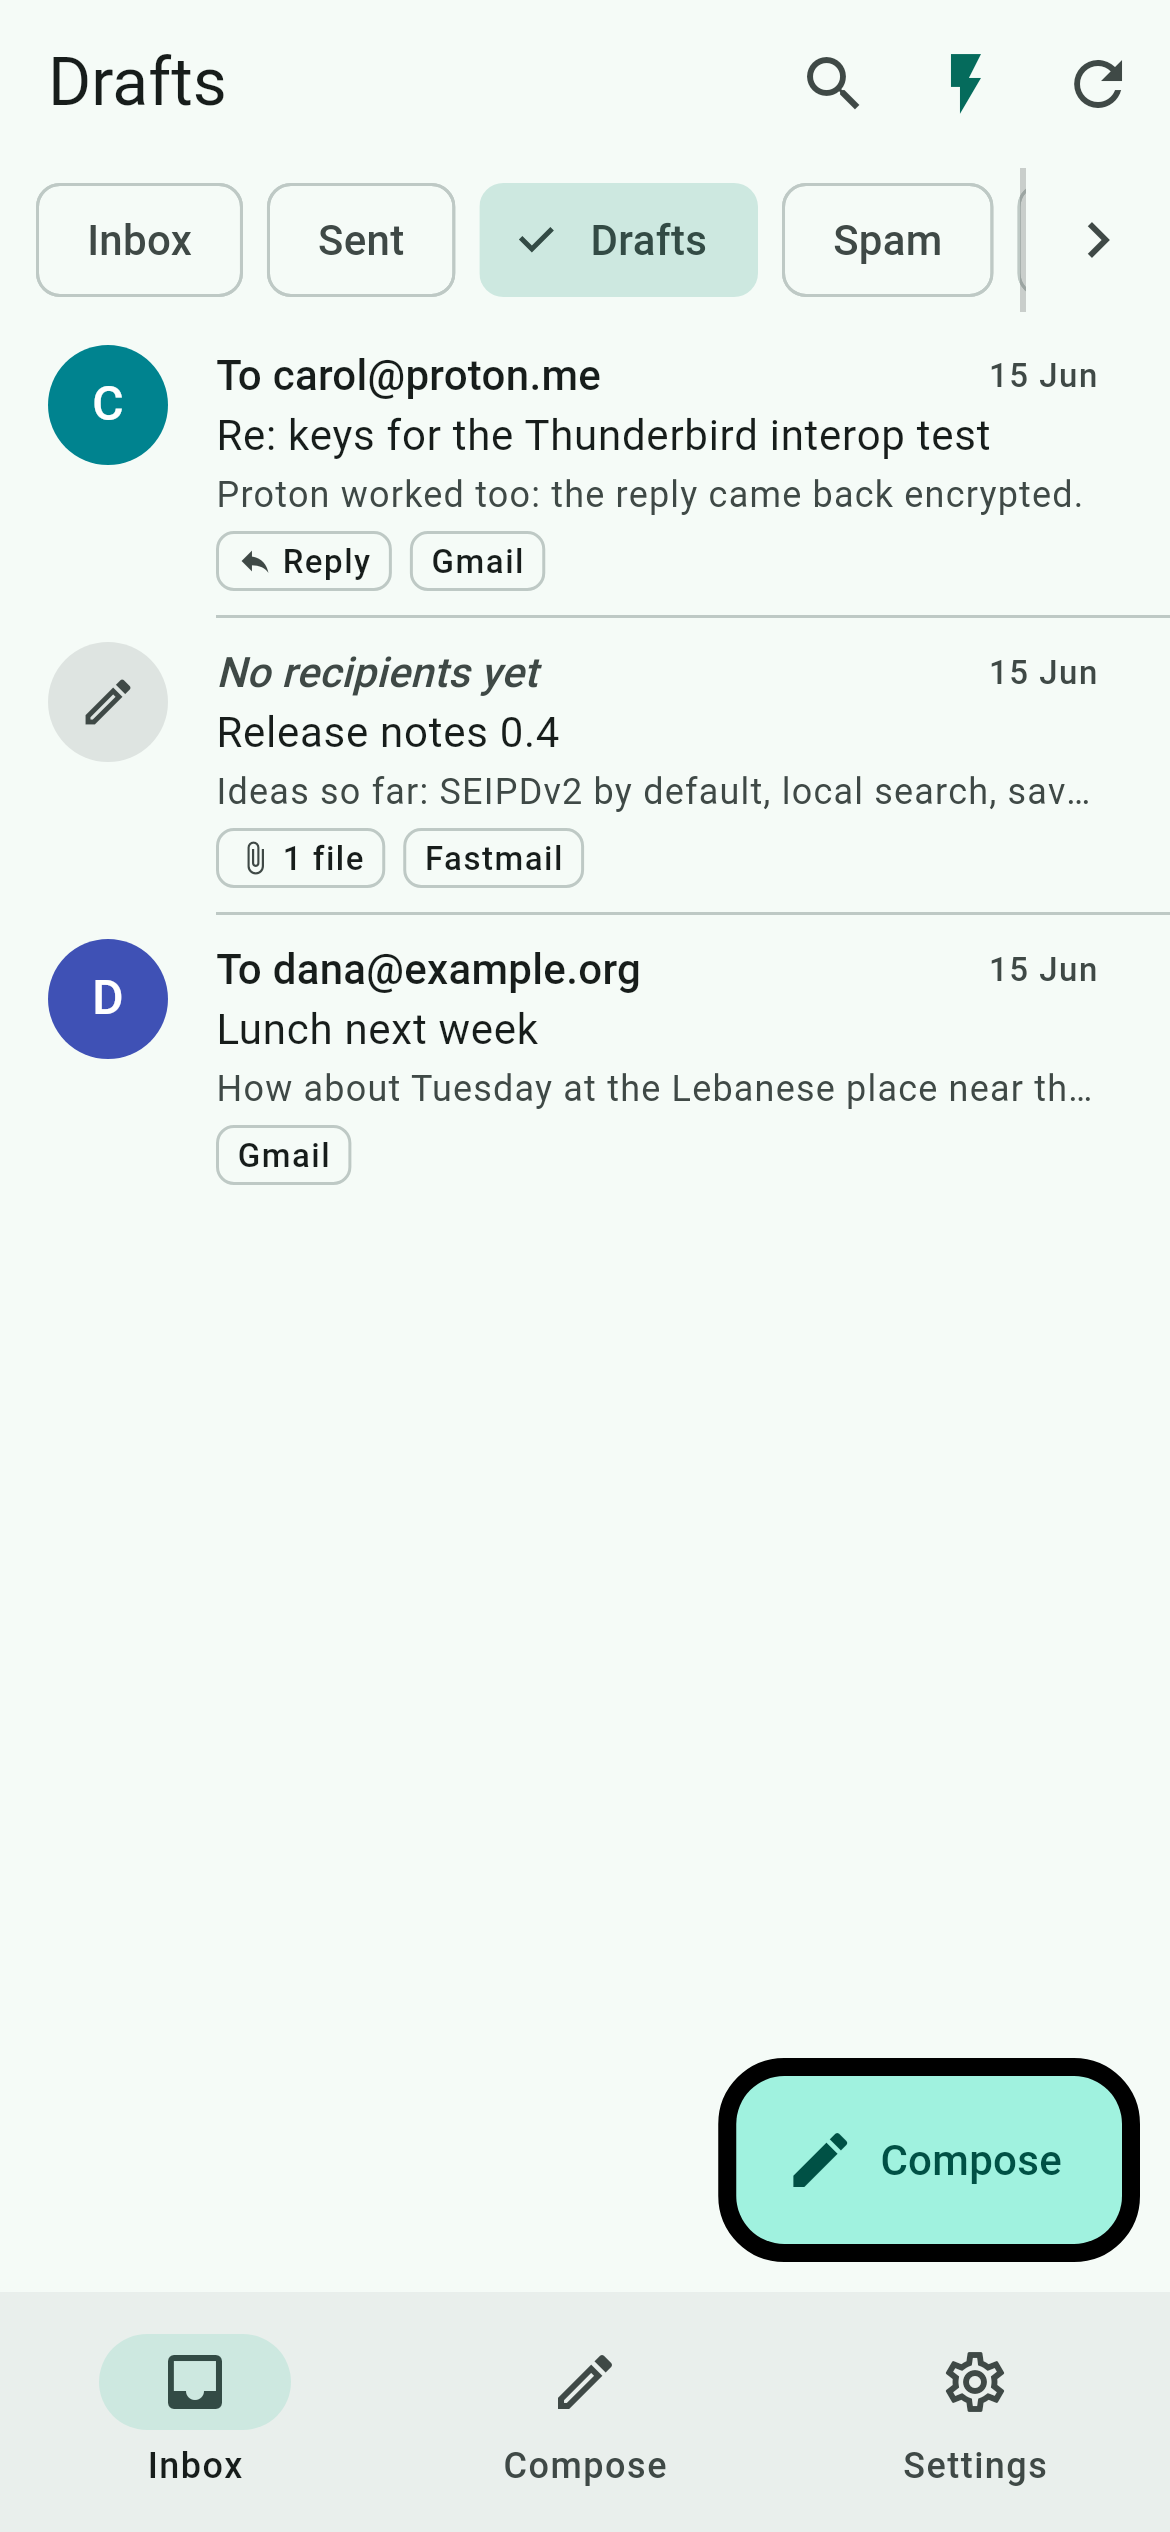 Drafts
Inbox
Sent
Drafts
Spam
C
To carol@proton.me
15 Jun
Re: keys for the Thunderbird interop test
Proton worked too: the reply came back encrypted.
Reply
Gmail
No recipients yet
15 Jun
Release notes 0.4
Ideas so far: SEIPDv2 by default, local search, sav…
1 file
Fastmail
D
To dana@example.org
15 Jun
Lunch next week
How about Tuesday at the Lebanese place near th…
Gmail
Compose
Inbox
Compose
Settings